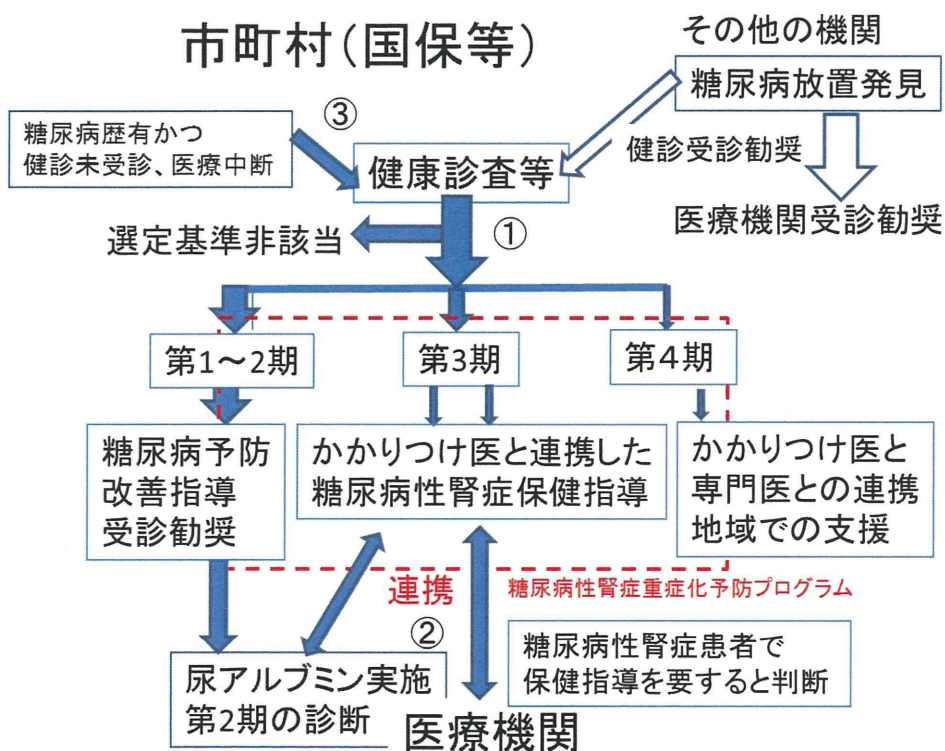 市町村(国保等)
その他の機関
糖尿病放置発見
③
糖尿病歴有かつ
健診未受診、医療中断
健康診査等
健診受診勧奨
医療機関受診勧奨
選定基準非該当
①
第1~2期
第3期
第4期
糖尿病予防
改善指導
受診勧奨
かかりつけ医と連携した
糖尿病性腎症保健指導
かかりつけ医と
専門医との連携
地域での支援
連携
糖尿病性腎症重症化予防プログラム
②
尿アルブミン実施
第2期の診断
糖尿病性腎症患者で
保健指導を要すると判断
医療機関